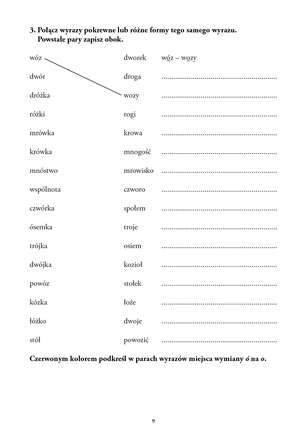 3. Połącz wyrazy pokrewne lub różne formy tego samego wyrazu.
Powstałe pary zapisz obok.
wóz dworek wóz – wozy
dwór droga ..........
dróżka wozy ..........
różki rogi ..........
mrówka krowa ..........
krówka mnogość ..........
mnóstwo mrowisko ..........
wspólnota czworo ..........
czwórka społem ..........
ósemka troje ..........
trójka osiem ..........
dwójka kozioł ..........
powóz stołek ..........
kózka łoże ..........
łóżko dwoje ..........
stół powozić ..........
Czerwonym kolorem podkreśl w parach wyrazów miejsca wymiany ó na o.
9